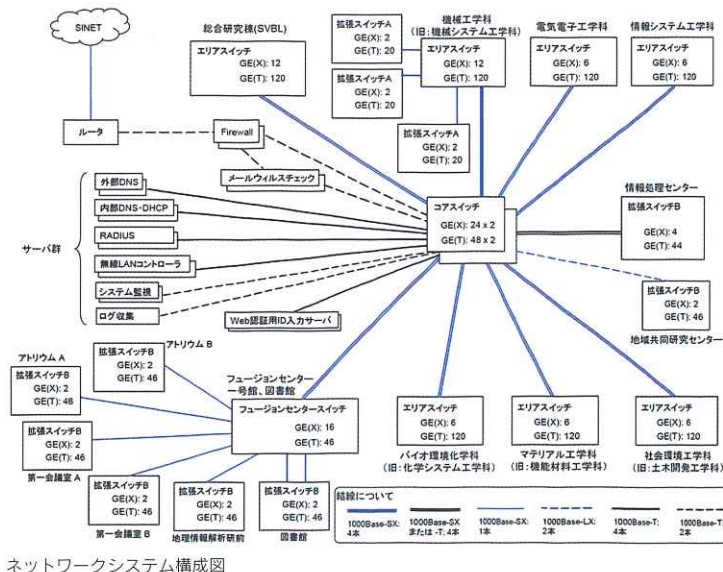 SINET
ルータ
Firewall
メールウィルスチェック
サーバ群
外部DNS
内部DNS・DHCP
RADIUS
無線LANコントローラ
システム監視
ログ収集
Web認証用ID入力サーバ
総合研究棟(SVBL)
エリアスイッチ
GE(X): 12
GE(T): 120
拡張スイッチA
GE(X): 2
GE(T): 20
拡張スイッチA
GE(X): 2
GE(T): 20
機械工学科
(旧：機械システム工学科)
エリアスイッチ
GE(X): 12
GE(T): 120
拡張スイッチA
GE(X): 2
GE(T): 20
電気電子工学科
エリアスイッチ
GE(X): 6
GE(T): 120
情報システム工学科
エリアスイッチ
GE(X): 6
GE(T): 120
コアスイッチ
GE(X): 24 x 2
GE(T): 48 x 2
情報処理センター
拡張スイッチB
GE(X): 4
GE(T): 44
拡張スイッチB
GE(X): 2
GE(T): 46
地域共同研究センター
アトリウム A
拡張スイッチB
GE(X): 2
GE(T): 46
アトリウム B
拡張スイッチB
GE(X): 2
GE(T): 46
拡張スイッチB
GE(X): 2
GE(T): 46
第一会議室 A
拡張スイッチB
GE(X): 2
GE(T): 46
第一会議室 B
拡張スイッチB
GE(X): 2
GE(T): 46
地理情報解析研前
拡張スイッチB
GE(X): 2
GE(T): 46
図書館
フュージョンセンター
一号館、図書館
フュージョンセンタースイッチ
GE(X): 16
GE(T): 46
エリアスイッチ
GE(X): 6
GE(T): 120
バイオ環境化学科
(旧：化学システム工学科)
エリアスイッチ
GE(X): 6
GE(T): 120
マテリアル工学科
(旧：機能材料工学科)
エリアスイッチ
GE(X): 6
GE(T): 120
社会環境工学科
(旧：土木開発工学科)
結線について
1000Base-SX:
4本
1000Base-SX
または -T: 4本
1000Base-SX:
1本
1000Base-LX:
2本
1000Base-T:
4本
1000Base-T:
2本
ネットワークシステム構成図